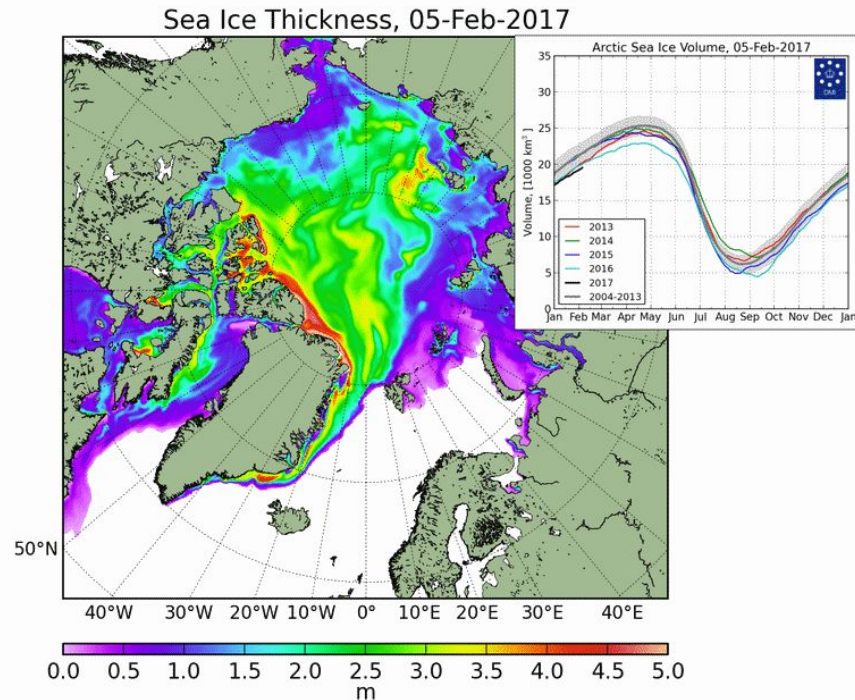 Sea Ice Thickness, 05-Feb-2017
Arctic Sea Ice Volume, 05-Feb-2017
Volume, [1000 km³ ]
35
30
25
20
15
10
5
0
DMI
2013
2014
2015
2016
2017
2004-2013
Jan Feb Mar Apr May Jun Jul Aug Sep Oct Nov Dec Jan
50°N
40°W 30°W 20°W 10°W 0° 10°E 20°E 30°E 40°E
0.0 0.5 1.0 1.5 2.0 2.5 3.0 3.5 4.0 4.5 5.0
m